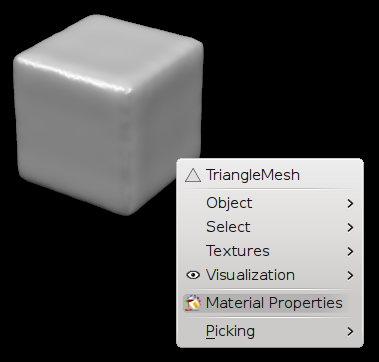 TriangleMesh
Object
Select
Textures
Visualization
Material Properties
Picking